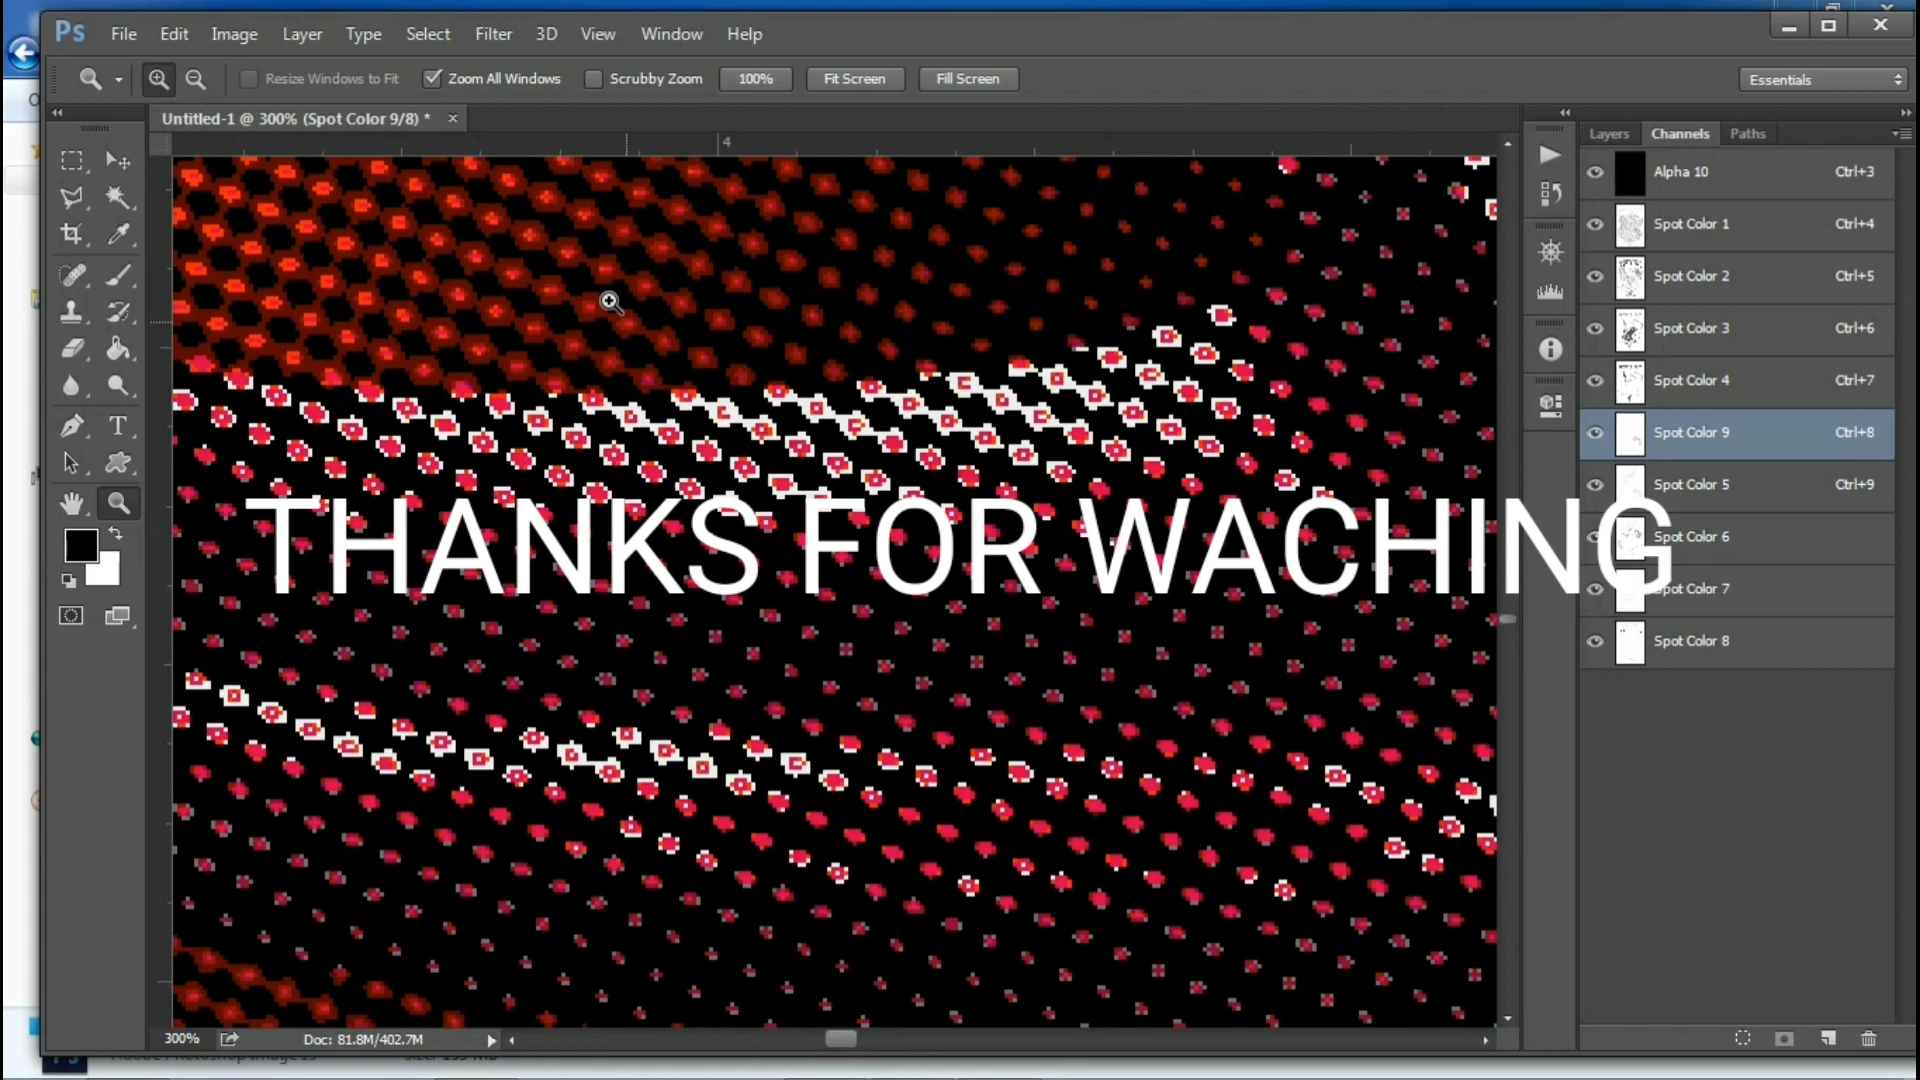 Ps File Edit Image Layer Type Select Filter 3D View Window Help
Resize Windows to Fit Zoom All Windows Scrubby Zoom 100% Fit Screen Fill Screen Essentials
Untitled-1 @ 300% (Spot Color 9/8) *
4
Layers Channels Paths
Alpha 10 Ctrl+3
Spot Color 1 Ctrl+4
Spot Color 2 Ctrl+5
Spot Color 3 Ctrl+6
Spot Color 4 Ctrl+7
Spot Color 9 Ctrl+8
Spot Color 5 Ctrl+9
Spot Color 6
Spot Color 7
Spot Color 8
THANKS FOR WACHING
300% Doc: 81.8M/402.7M